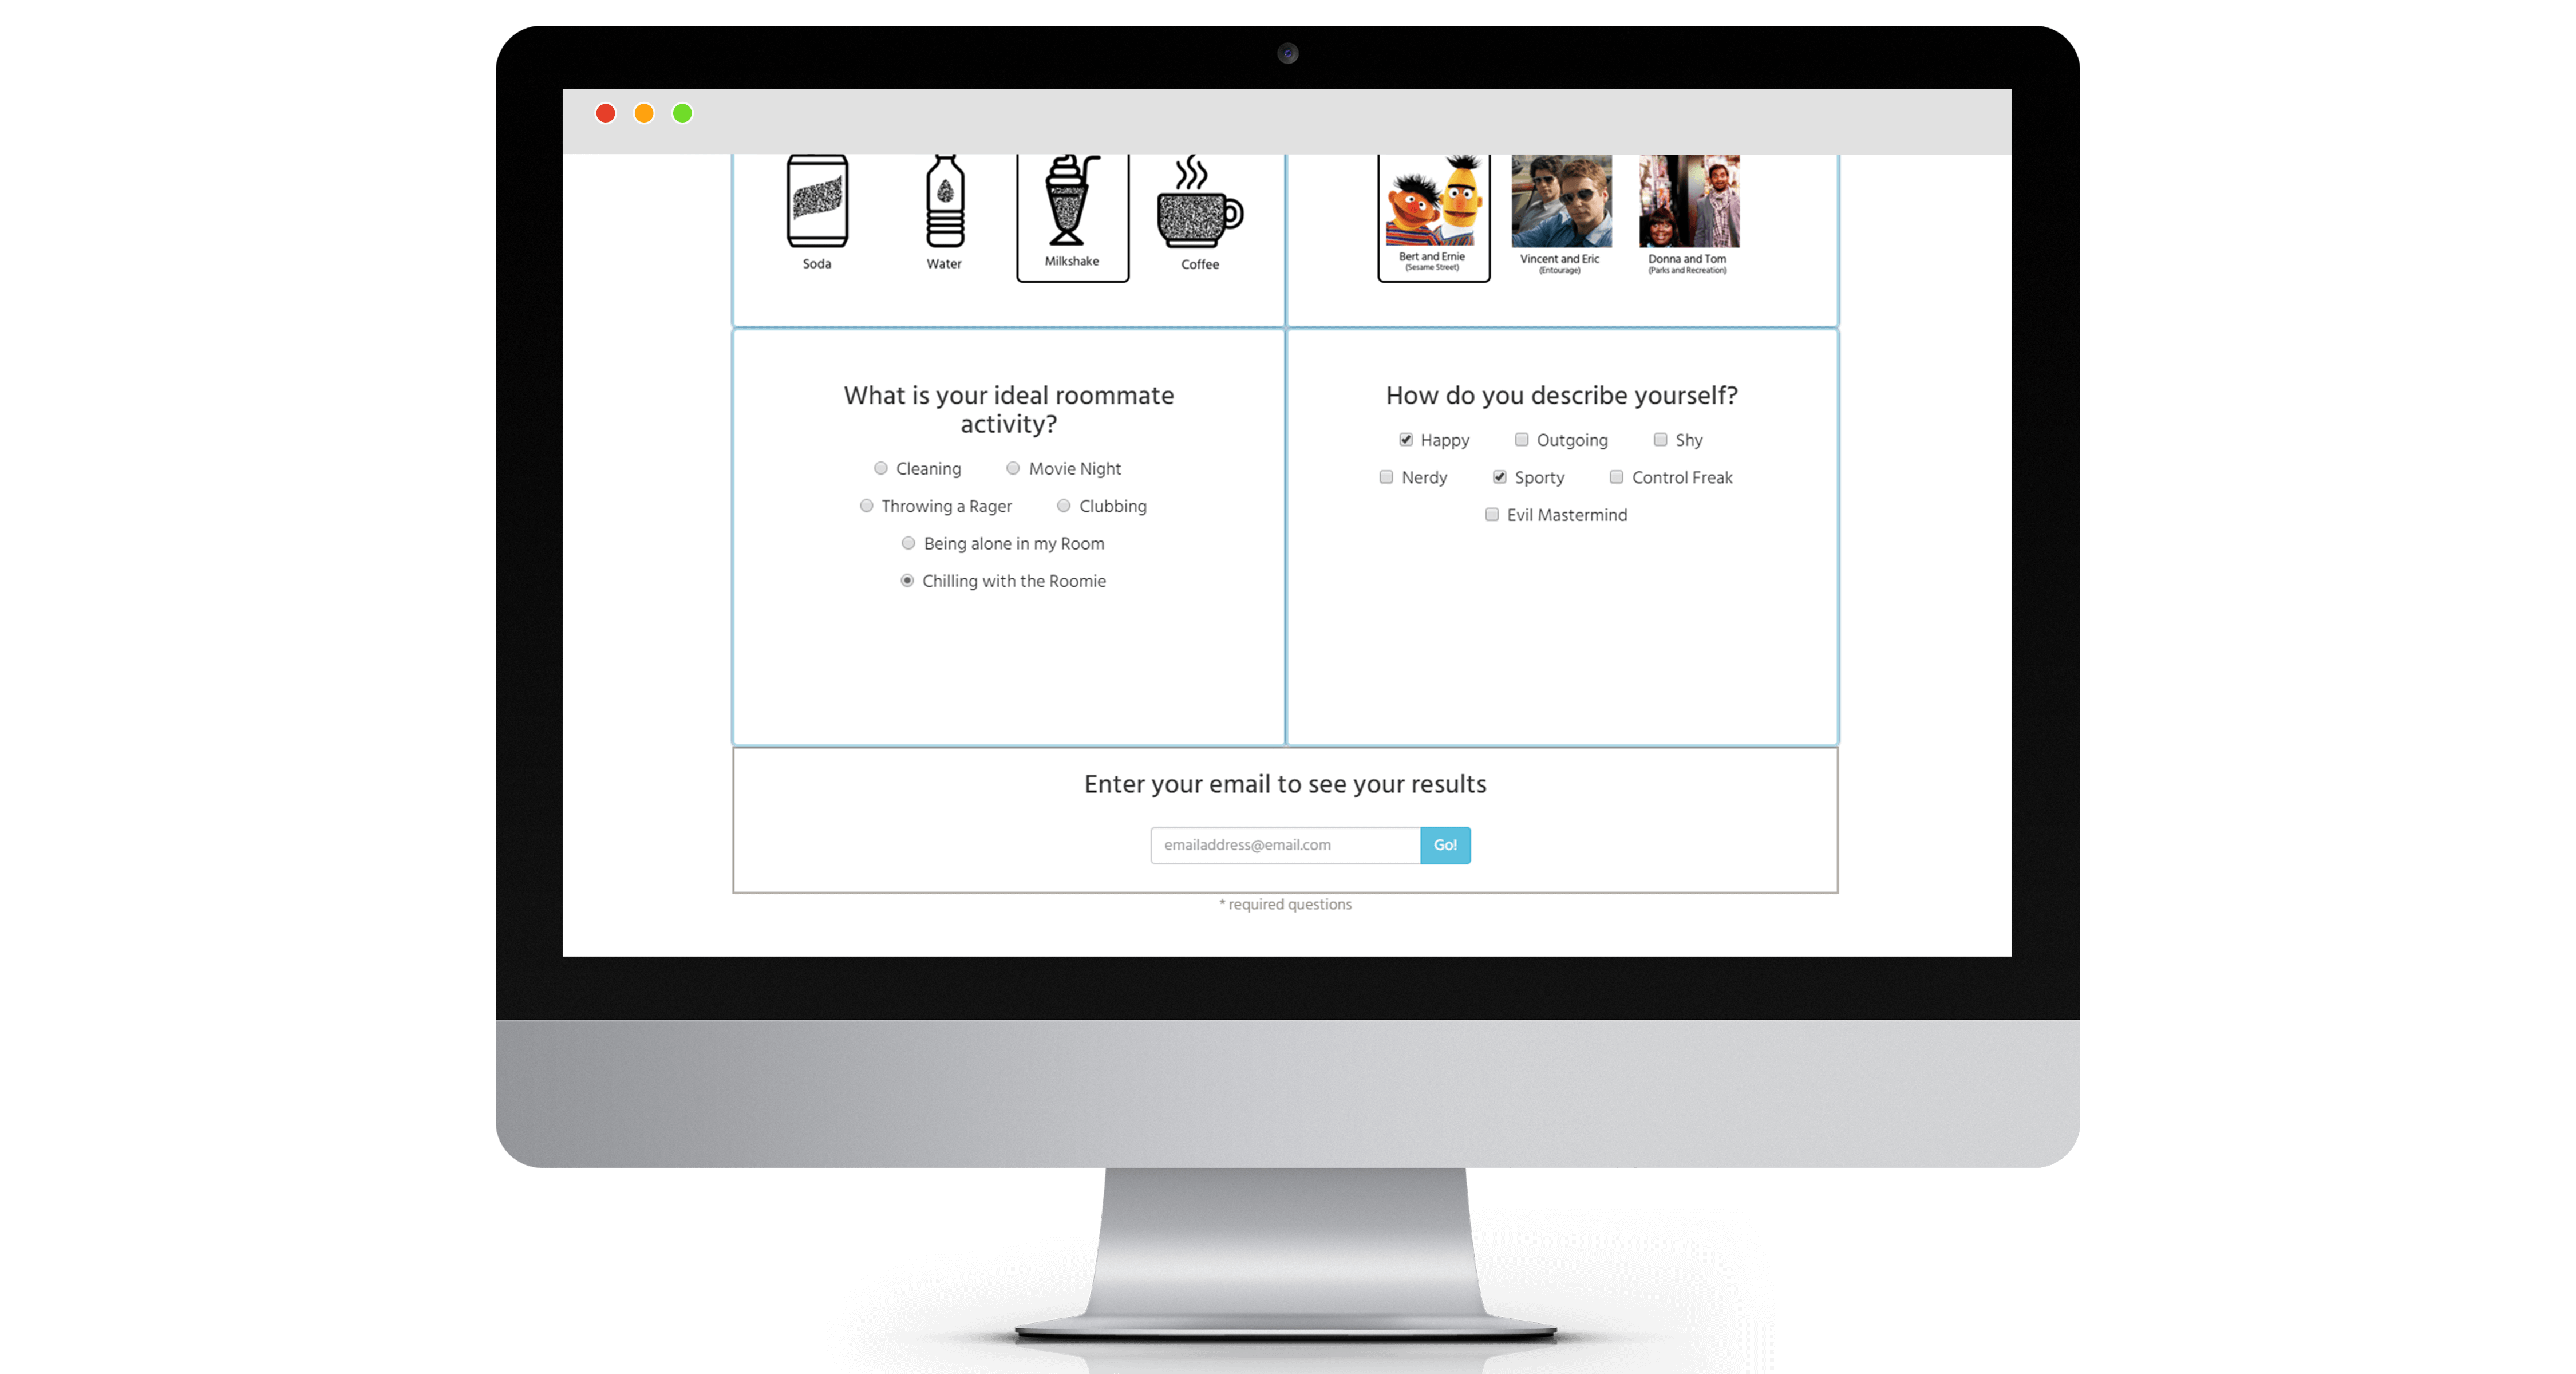 Soda
Water
Milkshake
Coffee
Bert and Ernie
(Sesame Street)
Vincent and Eric
(Entourage)
Donna and Tom
(Parks and Recreation)
What is your ideal roommate
activity?
Cleaning
Movie Night
Throwing a Rager
Clubbing
Being alone in my Room
Chilling with the Roomie
How do you describe yourself?
Happy
Outgoing
Shy
Nerdy
Sporty
Control Freak
Evil Mastermind
Enter your email to see your results
emailaddress@email.com
Go!
* required questions